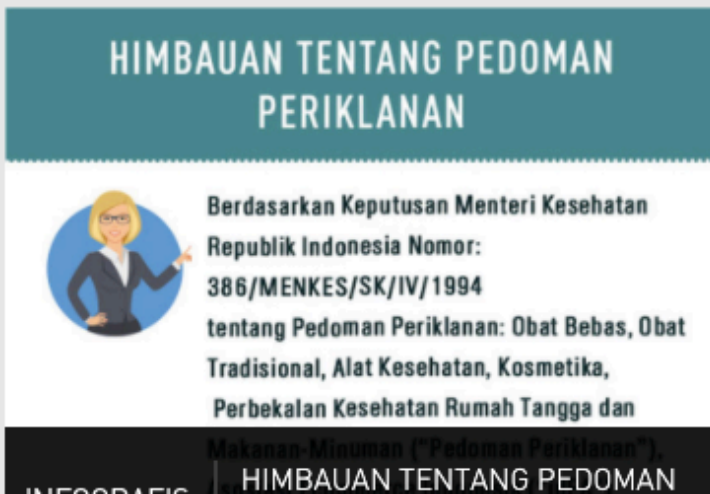 HIMBAUAN TENTANG PEDOMAN
PERIKLANAN
Berdasarkan Keputusan Menteri Kesehatan
Republik Indonesia Nomor:
386/MENKES/SK/IV/1994
tentang Pedoman Periklanan: Obat Bebas, Obat
Tradisional, Alat Kesehatan, Kosmetika,
Perbekalan Kesehatan Rumah Tangga dan
Makanan-Minuman ("Pedoman Periklanan"),
INFOGRAFIS
HIMBAUAN TENTANG PEDOMAN